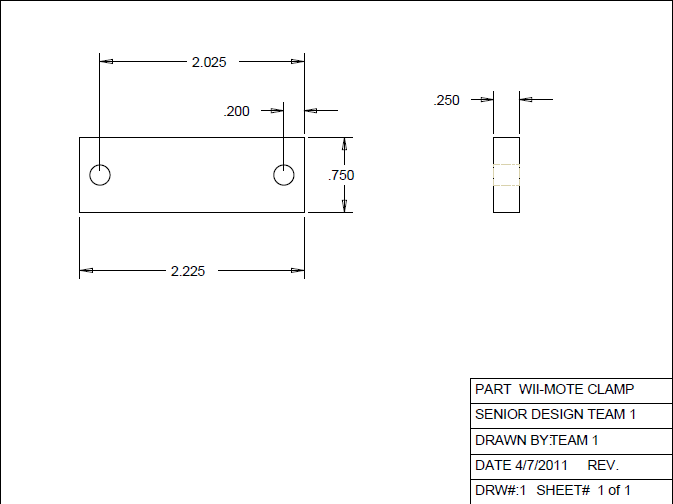 2.025
.200
.250
.750
2.225
PART WII-MOTE CLAMP
SENIOR DESIGN TEAM 1
DRAWN BY:TEAM 1
DATE 4/7/2011 REV.
DRW#:1 SHEET# 1 of 1